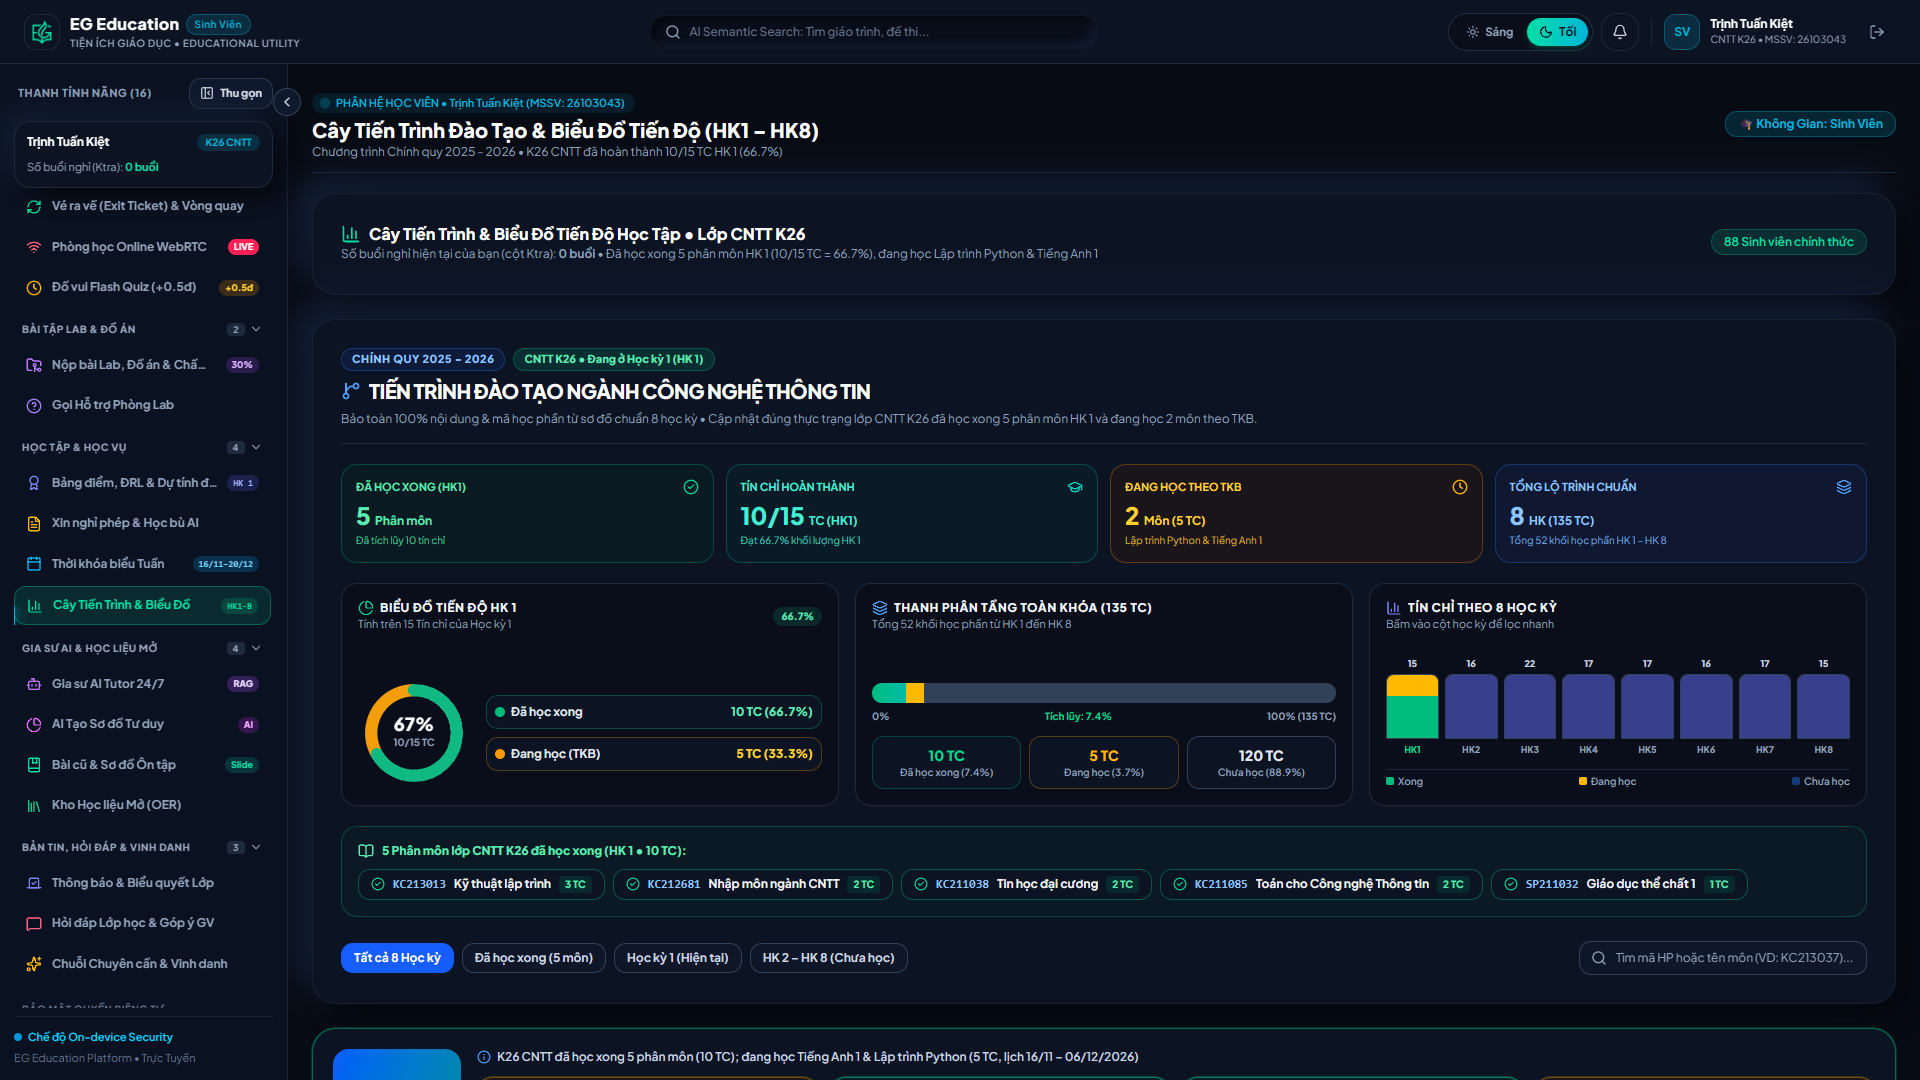 EG Education
Sinh Viên
TIỆN ÍCH GIÁO DỤC • EDUCATIONAL UTILITY
AI Semantic Search: Tìm giáo trình, đề thi...
Sáng
Tối
SV
Trịnh Tuấn Kiệt
CNTT K26 • MSSV: 26103043
THANH TÍNH NĂNG (16)
Thu gọn
Trịnh Tuấn Kiệt
K26 CNTT
Số buổi nghỉ (Ktra): 0 buổi
Vé ra về (Exit Ticket) & Vòng quay
Phòng học Online WebRTC
LIVE
Đố vui Flash Quiz (+0.5đ)
+0.5đ
BÀI TẬP LAB & ĐỒ ÁN
2
Nộp bài Lab, Đồ án & Chấ...
30%
Gọi Hỗ trợ Phòng Lab
HỌC TẬP & HỌC VỤ
4
Bảng điểm, ĐRL & Dự tính đ...
HK 1
Xin nghỉ phép & Học bù AI
Thời khóa biểu Tuần
16/11-20/12
Cây Tiến Trình & Biểu Đồ
HK1-8
GIA SƯ AI & HỌC LIỆU MỞ
4
Gia sư AI Tutor 24/7
RAG
AI Tạo Sơ đồ Tư duy
AI
Bài cũ & Sơ đồ Ôn tập
Slide
Kho Học liệu Mở (OER)
BẢN TIN, HỎI ĐÁP & VINH DANH
3
Thông báo & Biểu quyết Lớp
Hỏi đáp Lớp học & Góp ý GV
Chuỗi Chuyên cần & Vinh danh
Chế độ On-device Security
EG Education Platform • Trực Tuyến
PHÂN HỆ HỌC VIÊN • Trịnh Tuấn Kiệt (MSSV: 26103043)
Cây Tiến Trình Đào Tạo & Biểu Đồ Tiến Độ (HK1 – HK8)
Chương trình Chính quy 2025 - 2026 • K26 CNTT đã hoàn thành 10/15 TC HK 1 (66.7%)
Không Gian: Sinh Viên
Cây Tiến Trình & Biểu Đồ Tiến Độ Học Tập • Lớp CNTT K26
Số buổi nghỉ hiện tại của bạn (cột Ktra): 0 buổi • Đã học xong 5 phân môn HK 1 (10/15 TC = 66.7%), đang học Lập trình Python & Tiếng Anh 1
88 Sinh viên chính thức
CHÍNH QUY 2025 – 2026
CNTT K26 • Đang ở Học kỳ 1 (HK 1)
TIẾN TRÌNH ĐÀO TẠO NGÀNH CÔNG NGHỆ THÔNG TIN
Bảo toàn 100% nội dung & mã học phần từ sơ đồ chuẩn 8 học kỳ • Cập nhật đúng thực trạng lớp CNTT K26 đã học xong 5 phân môn HK 1 và đang học 2 môn theo TKB.
ĐÃ HỌC XONG (HK1)
5 Phân môn
Đã tích lũy 10 tín chỉ
TÍN CHỈ HOÀN THÀNH
10/15 TC (HK1)
Đạt 66.7% khối lượng HK 1
ĐANG HỌC THEO TKB
2 Môn (5 TC)
Lập trình Python & Tiếng Anh 1
TỔNG LỘ TRÌNH CHUẨN
8 HK (135 TC)
Tổng 52 khối học phần HK 1 – HK 8
BIỂU ĐỒ TIẾN ĐỘ HK 1
Tính trên 15 Tín chỉ của Học kỳ 1
66.7%
67%
10/15 TC
Đã học xong
10 TC (66.7%)
Đang học (TKB)
5 TC (33.3%)
THANH PHÂN TẦNG TOÀN KHÓA (135 TC)
Tổng 52 khối học phần từ HK 1 đến HK 8
0%
Tích lũy: 7.4%
100% (135 TC)
10 TC
Đã học xong (7.4%)
5 TC
Đang học (3.7%)
120 TC
Chưa học (88.9%)
TÍN CHỈ THEO 8 HỌC KỲ
Bấm vào cột học kỳ để lọc nhanh
15
16
22
17
17
16
17
15
HK1
HK2
HK3
HK4
HK5
HK6
HK7
HK8
Xong
Đang học
Chưa học
5 Phân môn lớp CNTT K26 đã học xong (HK 1 • 10 TC):
KC213013 Kỹ thuật lập trình 3 TC
KC212681 Nhập môn ngành CNTT 2 TC
KC211038 Tin học đại cương 2 TC
KC211085 Toán cho Công nghệ Thông tin 2 TC
SP211032 Giáo dục thể chất 1 1 TC
Tất cả 8 Học kỳ
Đã học xong (5 môn)
Học kỳ 1 (Hiện tại)
HK 2 – HK 8 (Chưa học)
Tìm mã HP hoặc tên môn (VD: KC213037)...
K26 CNTT đã học xong 5 phân môn (10 TC); đang học Tiếng Anh 1 & Lập trình Python (5 TC, lịch 16/11 – 06/12/2026)